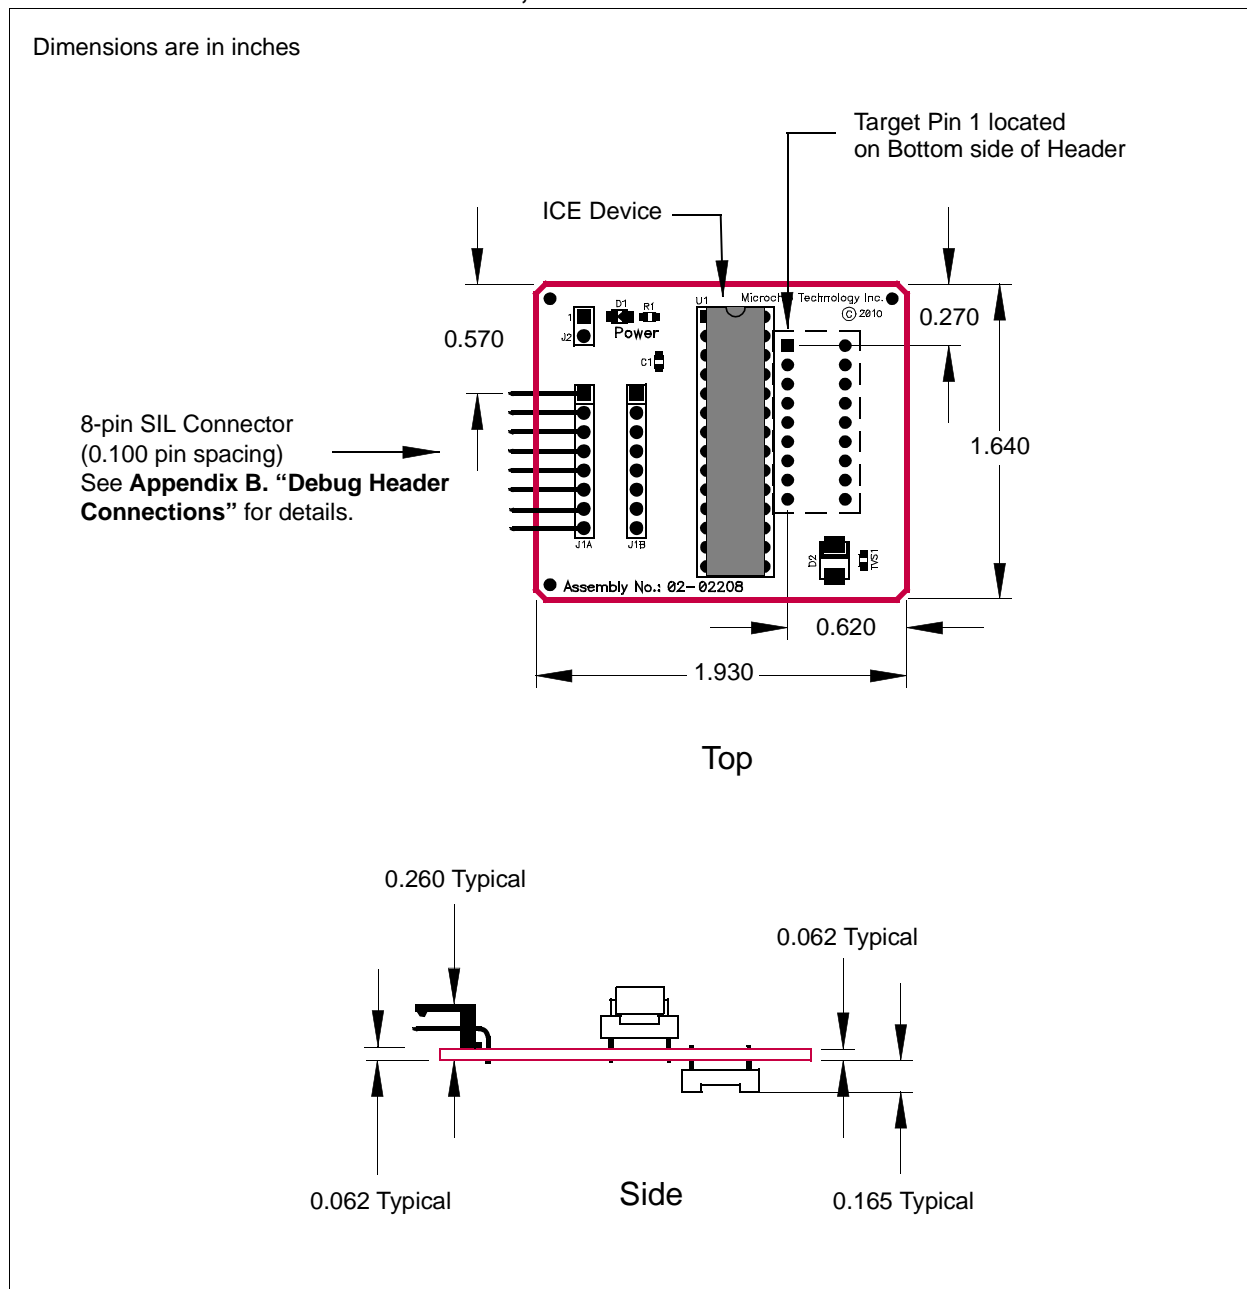 Dimensions are in inches
Target Pin 1 located
on Bottom side of Header
ICE Device
U1
Microchip Technology Inc.
© 2010
D1
R1
1
J2
Power
C1
0.570
0.270
8-pin SIL Connector
(0.100 pin spacing)
See Appendix B. “Debug Header
Connections” for details.
1.640
J1A
J1B
D2
TVS1
Assembly No.: 02-02208
0.620
1.930
Top
0.260 Typical
0.062 Typical
0.062 Typical
Side
0.165 Typical